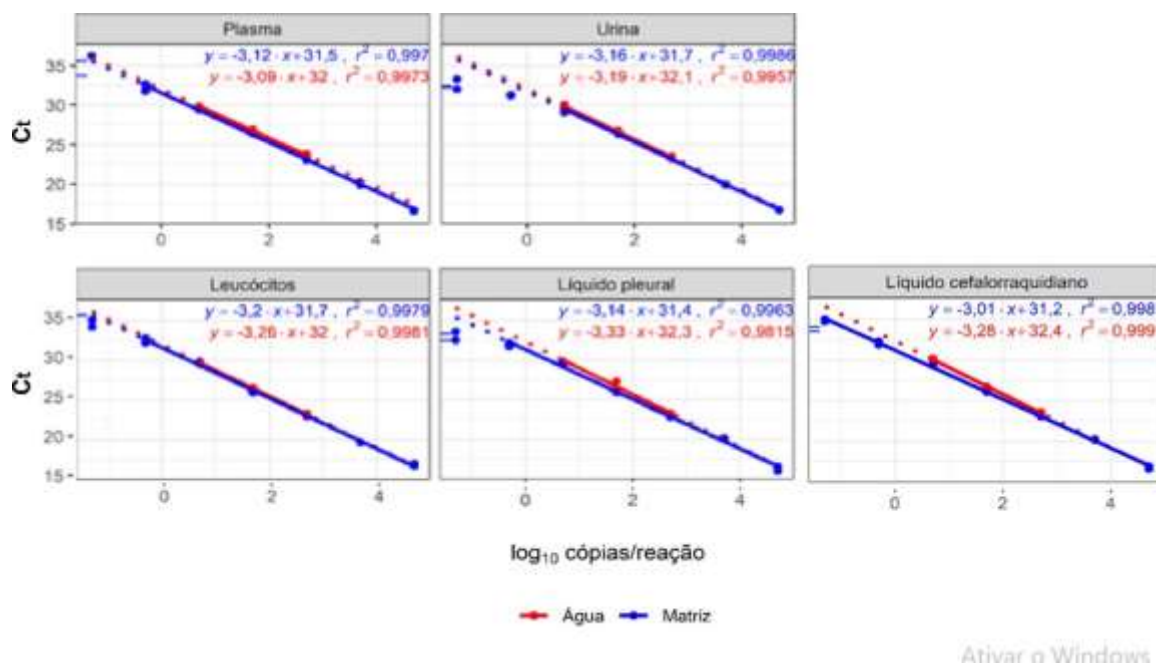 Plasma
y = -3,12 · x + 31,5 , r² = 0,997
y = -3,09 · x + 32 , r² = 0,9973
Urina
y = -3,16 · x + 31,7 , r² = 0,9986
y = -3,19 · x + 32,1 , r² = 0,9957
Ct
35
30
25
20
15
0 2 4
0 2 4
Leucócitos
y = -3,2 · x + 31,7 , r² = 0,9979
y = -3,26 · x + 32 , r² = 0,9981
Líquido pleural
y = -3,14 · x + 31,4 , r² = 0,9963
y = -3,33 · x + 32,3 , r² = 0,9815
Líquido cefalorraquidiano
y = -3,01 · x + 31,2 , r² = 0,998
y = -3,28 · x + 32,4 , r² = 0,999
Ct
35
30
25
20
15
0 2 4
0 2 4
0 2 4
log₁₀ cópias/reação
Água Matriz
Ativar o Windows